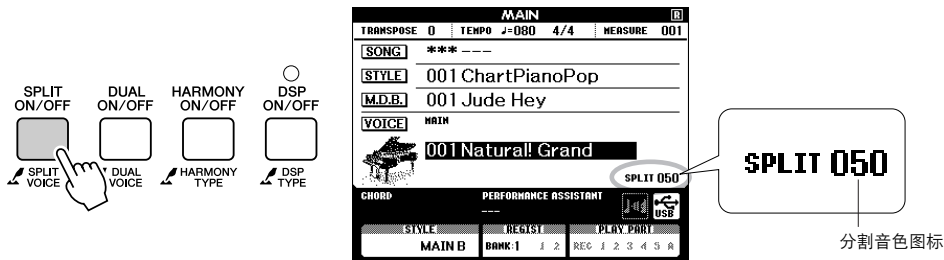 SPLIT ON/OFF
DUAL ON/OFF
HARMONY ON/OFF
DSP ON/OFF
SPLIT VOICE
DUAL VOICE
HARMONY TYPE
DSP TYPE
MAIN R
TRANSPOSE 0 TEMPO ♩=080 4/4 MEASURE 001
SONG *** ---
STYLE 001 ChartPianoPop
M.D.B. 001 Jude Hey
VOICE MAIN
001 Natural! Grand
SPLIT 050
CHORD PERFORMANCE ASSISTANT
---
USB
STYLE REGIST PLAY PART
MAIN B BANK:1 1 2 REC 1 2 3 4 5 A
SPLIT 050
分割音色图标